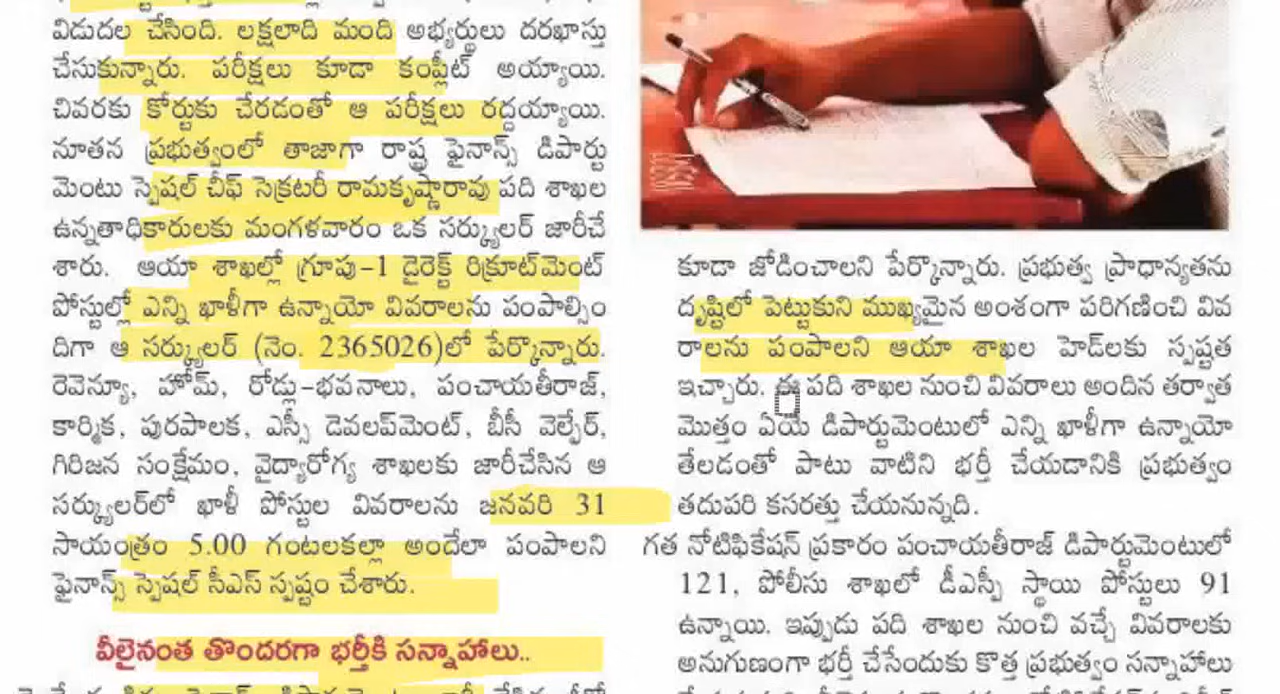 విడుదల చేసింది. లక్షలాది మంది అభ్యర్థులు దరఖాస్తు
చేసుకున్నారు. పరీక్షలు కూడా కంప్లీట్ అయ్యాయి.
చివరకు కోర్టుకు చేరడంతో ఆ పరీక్షలు రద్దయ్యాయి.
నూతన ప్రభుత్వంలో తాజాగా రాష్ట్ర ఫైనాన్స్ డిపార్టు
మెంటు స్పెషల్ చీఫ్ సెక్రటరీ రామకృష్ణారావు పది శాఖల
ఉన్నతాధికారులకు మంగళవారం ఒక సర్క్యులర్ జారీచే
శారు. ఆయా శాఖల్లో గ్రూపు-1 డైరెక్ట్ రిక్రూట్‌మెంట్
పోస్టుల్లో ఎన్ని ఖాళీగా ఉన్నాయో వివరాలను పంపాల్సిం
దిగా ఆ సర్క్యులర్ (నెం. 2365026)లో పేర్కొన్నారు.
రెవెన్యూ, హోమ్, రోడ్లు-భవనాలు, పంచాయతీరాజ్,
కార్మిక, పురపాలక, ఎస్సీ డెవలప్‌మెంట్, బీసీ వెల్ఫేర్,
గిరిజన సంక్షేమం, వైద్యారోగ్య శాఖలకు జారీచేసిన ఆ
సర్క్యులర్‌లో ఖాళీ పోస్టుల వివరాలను జనవరి 31
సాయంత్రం 5.00 గంటలకల్లా అందేలా పంపాలని
ఫైనాన్స్ స్పెషల్ సీఎస్ స్పష్టం చేశారు.
వీలైనంత తొందరగా భర్తీకి సన్నాహాలు..
కూడా జోడించాలని పేర్కొన్నారు. ప్రభుత్వ ప్రాధాన్యతను
దృష్టిలో పెట్టుకుని ముఖ్యమైన అంశంగా పరిగణించి వివ
రాలను పంపాలని ఆయా శాఖల హెడ్‌లకు స్పష్టత
ఇచ్చారు. ఈ పది శాఖల నుంచి వివరాలు అందిన తర్వాత
మొత్తం ఏయే డిపార్టుమెంటులో ఎన్ని ఖాళీగా ఉన్నాయో
తేలడంతో పాటు వాటిని భర్తీ చేయడానికి ప్రభుత్వం
తదుపరి కసరత్తు చేయనున్నది.
గత నోటిఫికేషన్ ప్రకారం పంచాయతీరాజ్ డిపార్టుమెంటులో
121, పోలీసు శాఖలో డీఎస్పీ స్థాయి పోస్టులు 91
ఉన్నాయి. ఇప్పుడు పది శాఖల నుంచి వచ్చే వివరాలకు
అనుగుణంగా భర్తీ చేసేందుకు కొత్త ప్రభుత్వం సన్నాహాలు